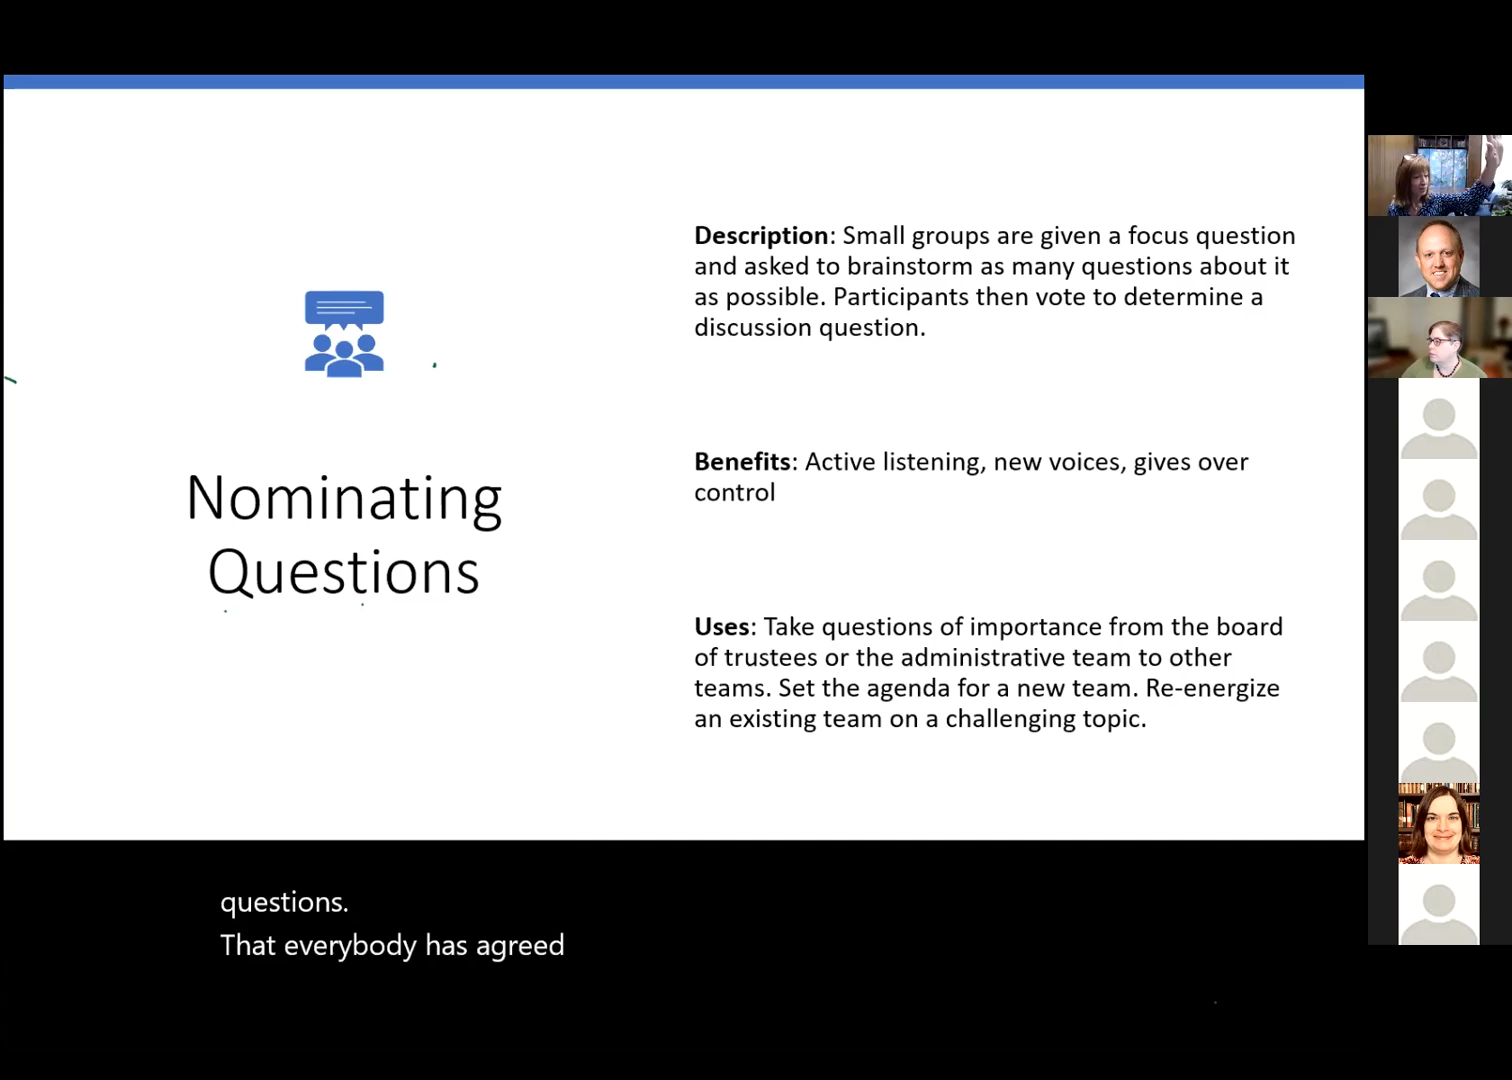 Nominating
Questions
Description: Small groups are given a focus question
and asked to brainstorm as many questions about it
as possible. Participants then vote to determine a
discussion question.
Benefits: Active listening, new voices, gives over
control
Uses: Take questions of importance from the board
of trustees or the administrative team to other
teams. Set the agenda for a new team. Re-energize
an existing team on a challenging topic.
questions.
That everybody has agreed